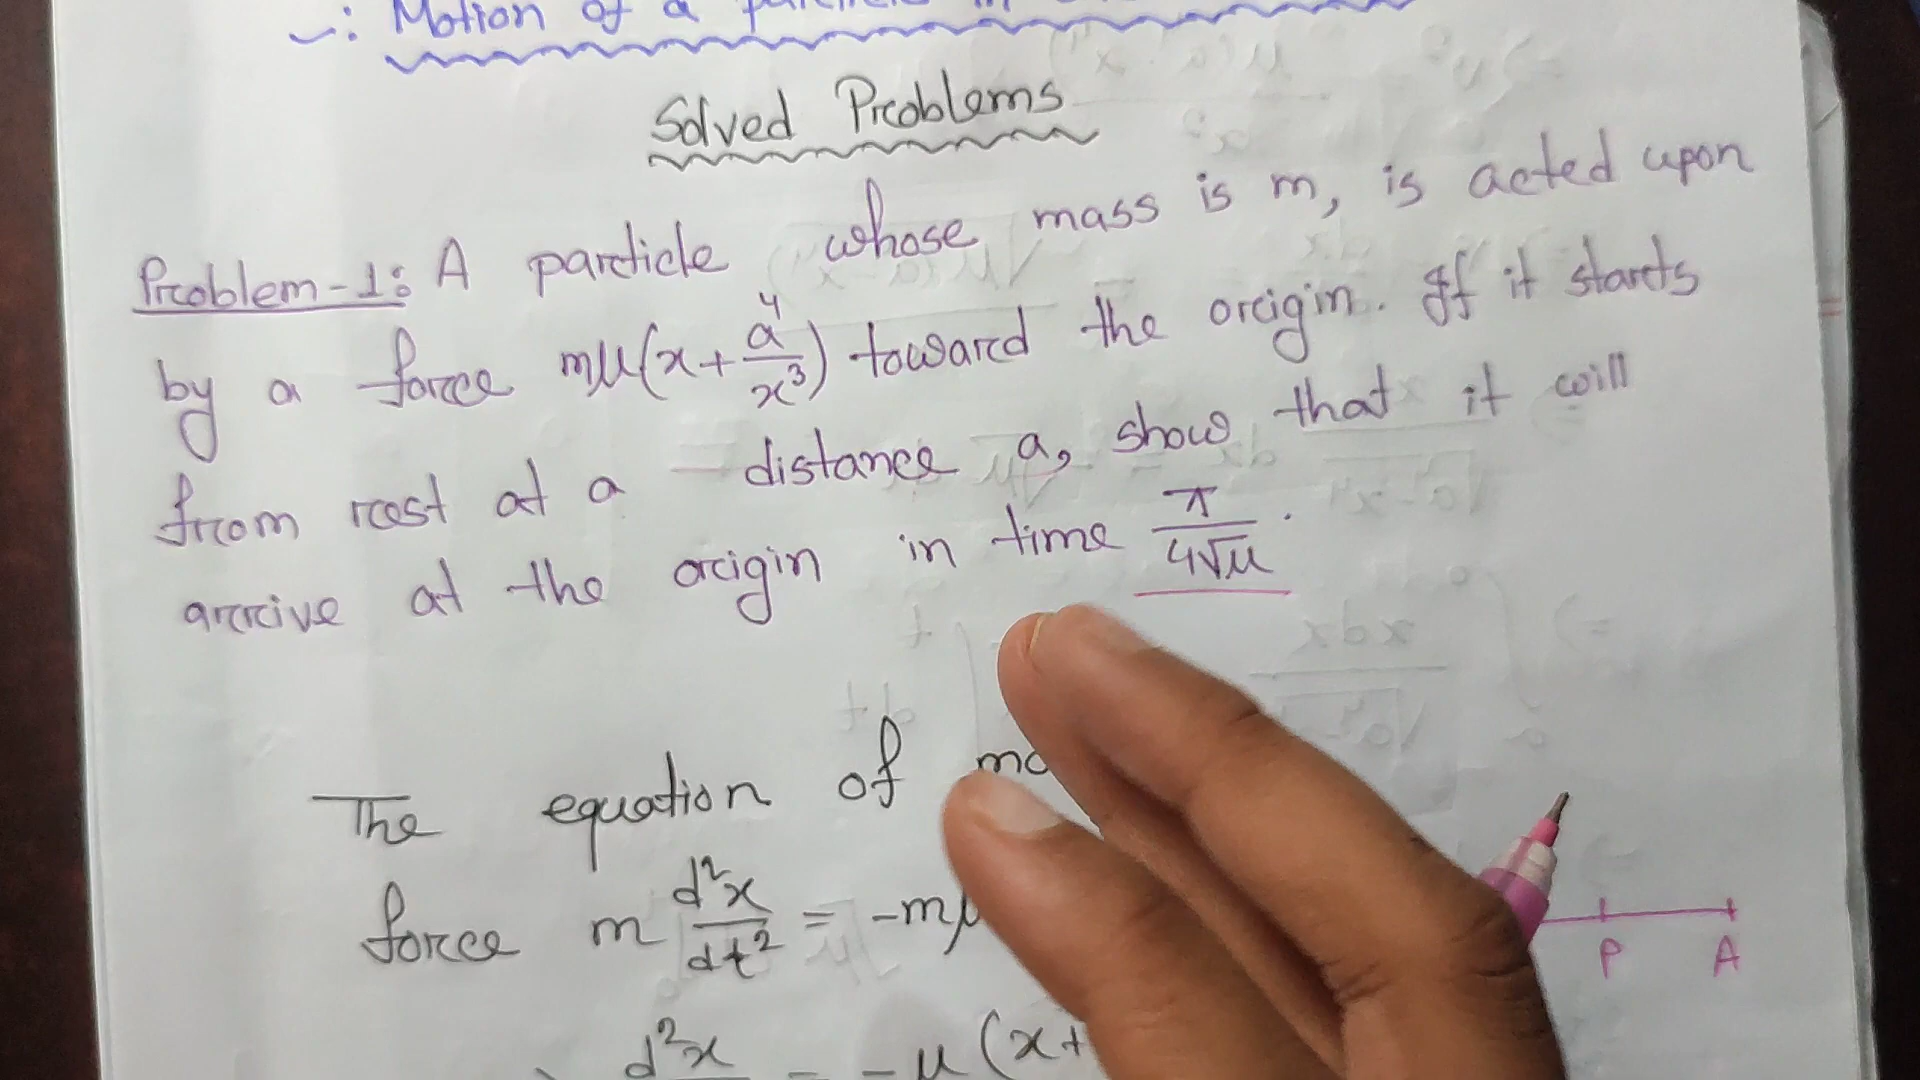 Motion of a
Solved Problems
Problem-1: A particle whose mass is m, is acted upon
by a force mμ(x + a⁴/x³) toward the origin. If it starts
from rest at a distance a, show that it will
arrive at the origin in time π/4√μ.
The equation of
force m d²x/dt² = -mμ
P A
d²x = -μ(x+